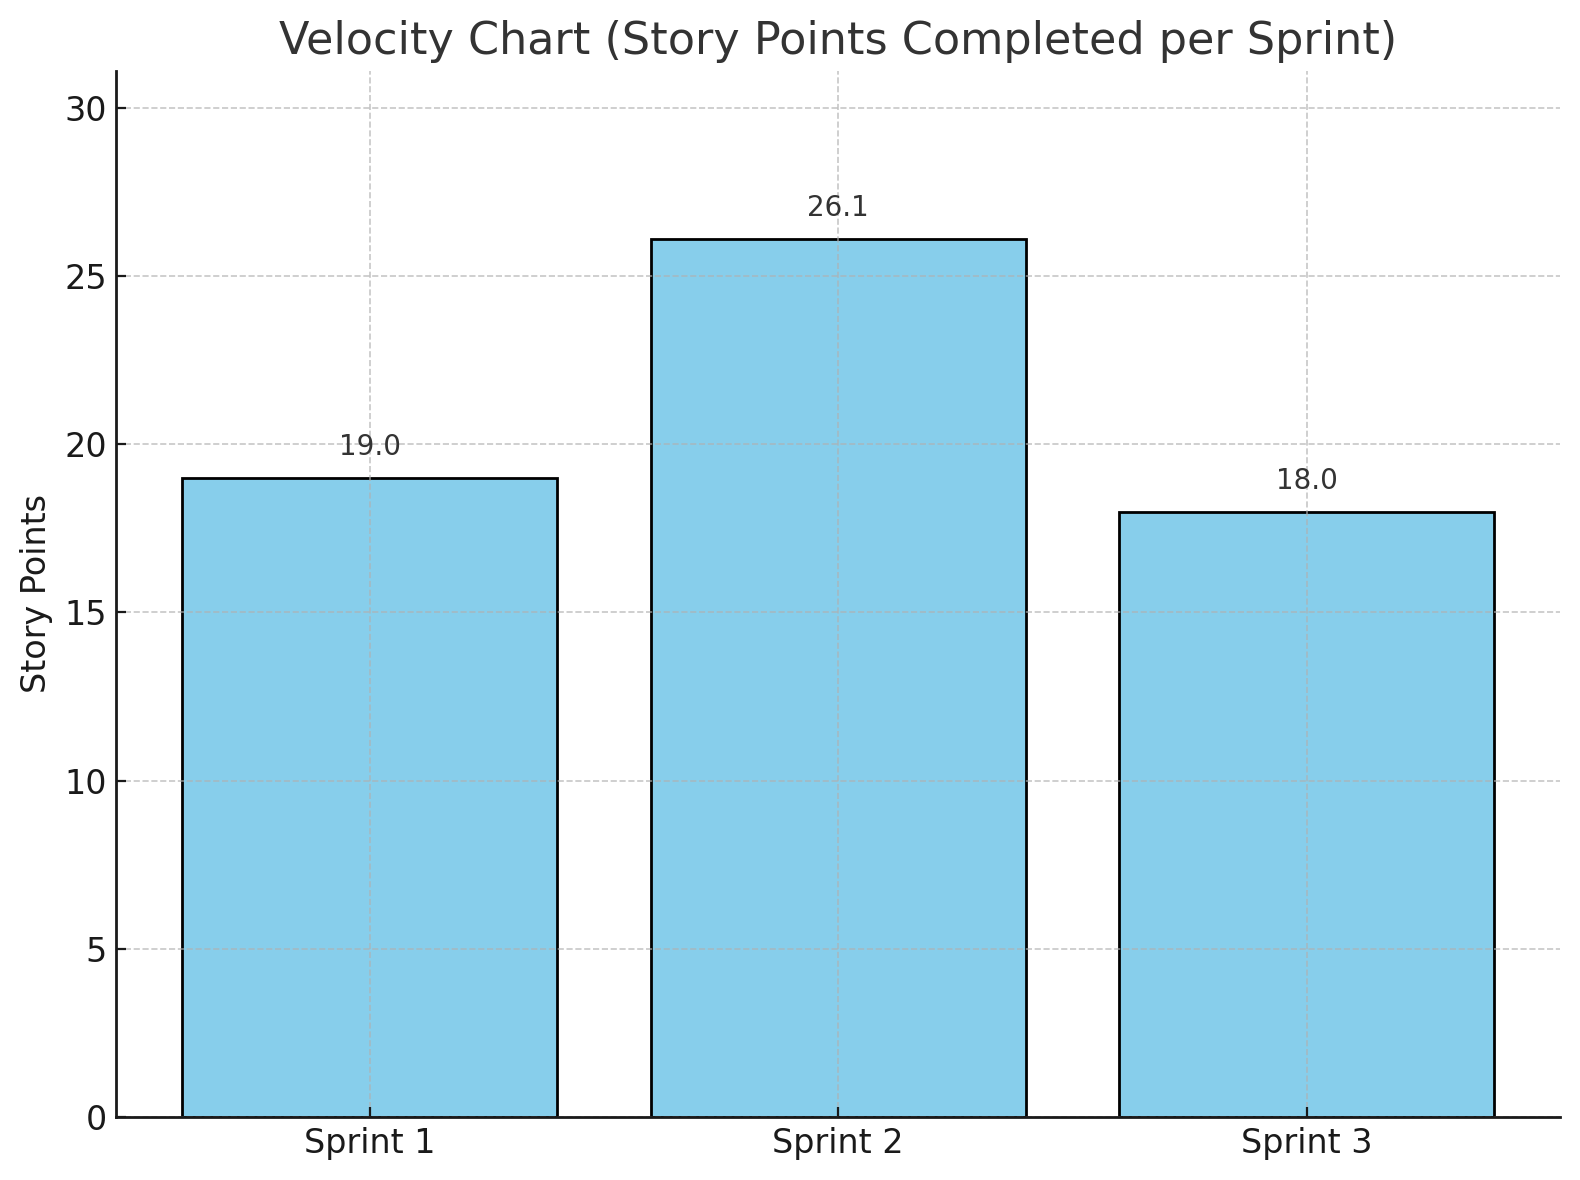 Velocity Chart (Story Points Completed per Sprint)
Story Points
30
25
20
15
10
5
0
19.0
26.1
18.0
Sprint 1
Sprint 2
Sprint 3